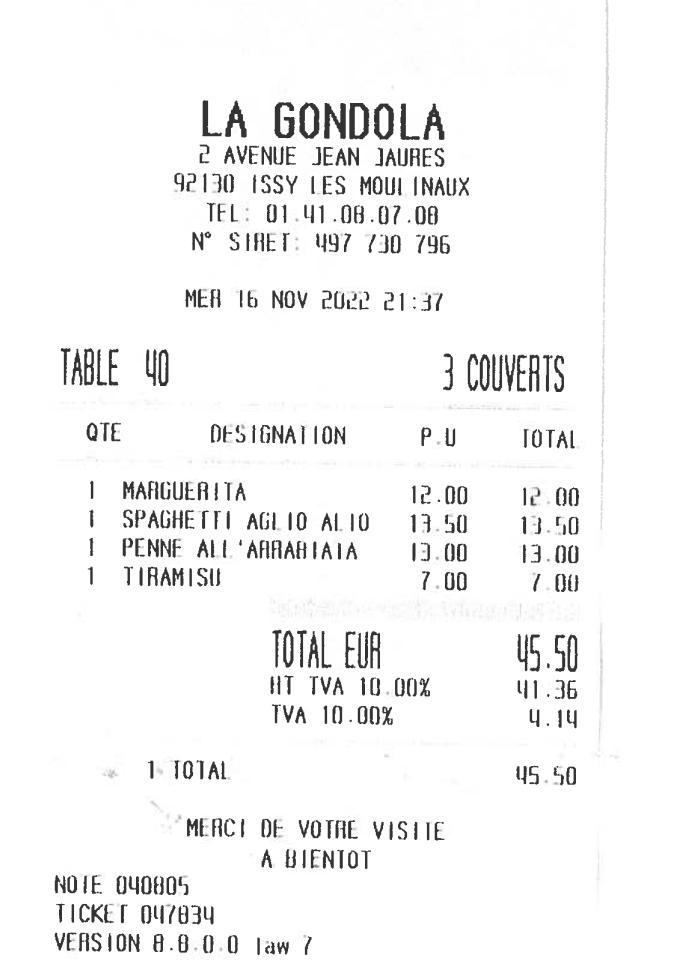 LA GONDOLA
2 AVENUE JEAN JAURES
92130 ISSY LES MOULINAUX
TEL: 01.41.08.07.08
N° SIRET: 497 730 796
MER 16 NOV 2022 21:37
TABLE 40 3 COUVERTS
QTE DESIGNATION P.U TOTAL
1 MARGUERITA 12.00 12.00
1 SPAGHETTI AGLIO ALIO 13.50 13.50
1 PENNE ALL'ARRABIATA 13.00 13.00
1 TIRAMISU 7.00 7.00
TOTAL EUR 45.50
HT TVA 10.00% 41.36
TVA 10.00% 4.14
1 TOTAL 45.50
MERCI DE VOTRE VISITE
A BIENTOT
NOTE 040805
TICKET 047834
VERSION 8.8.0.0 law 7